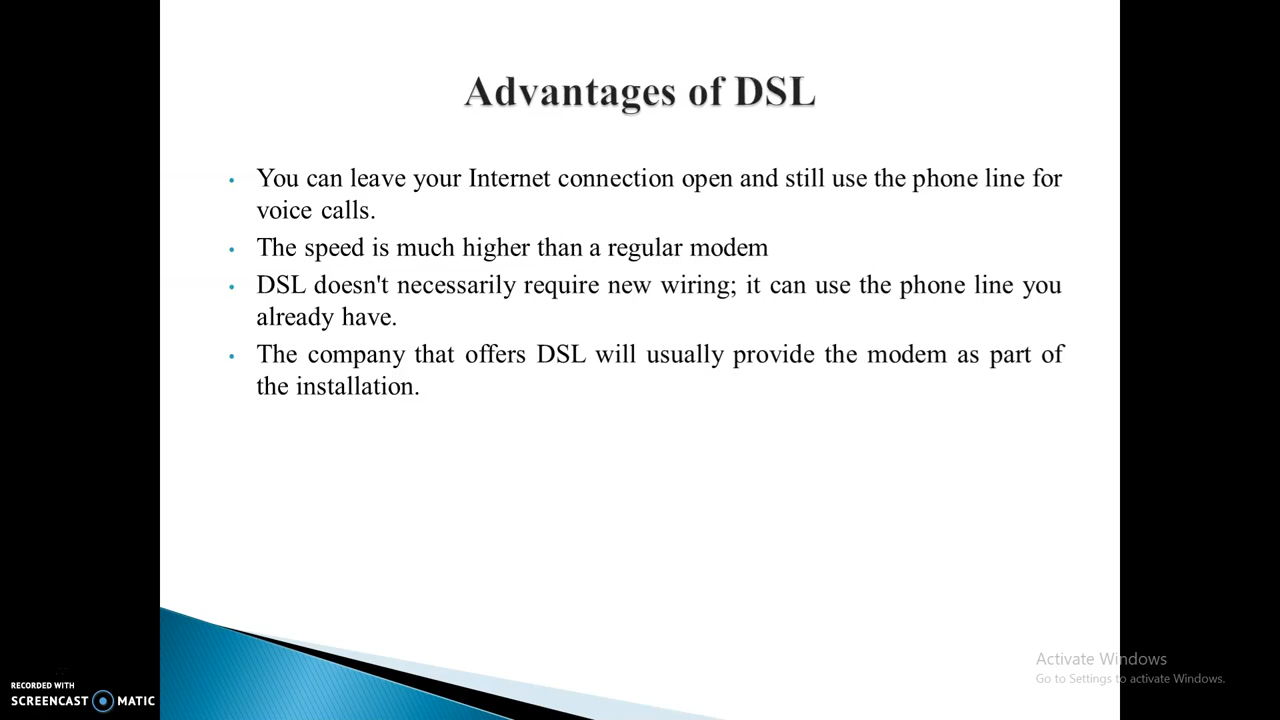 Advantages of DSL
• You can leave your Internet connection open and still use the phone line for
voice calls.
• The speed is much higher than a regular modem
• DSL doesn't necessarily require new wiring; it can use the phone line you
already have.
• The company that offers DSL will usually provide the modem as part of
the installation.
Activate Windows
Go to Settings to activate Windows.
RECORDED WITH
SCREENCAST MATIC